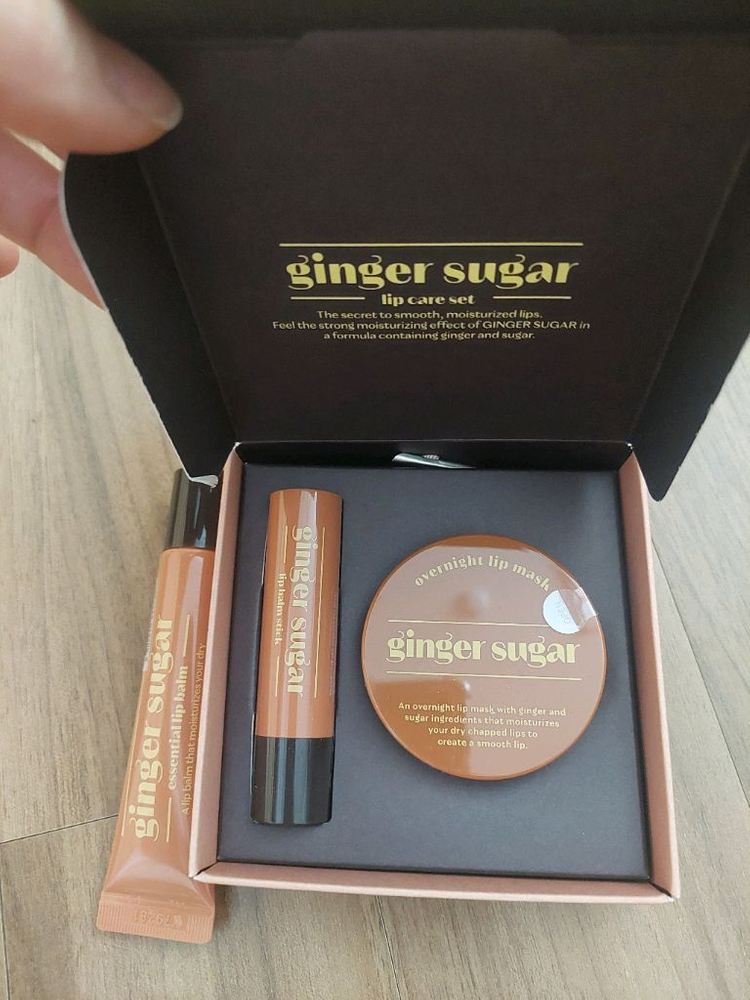 ginger sugar
lip care set
The secret to smooth, moisturized lips.
Feel the strong moisturizing effect of GINGER SUGAR in
a formula containing ginger and sugar.
ginger sugar
essential lip balm
A lip balm that moisturizes your dry
ginger sugar
lip balm stick
overnight lip mask
OPEN
ginger sugar
An overnight lip mask with ginger and
sugar ingredients that moisturizes
your dry chapped lips to
create a smooth lip.